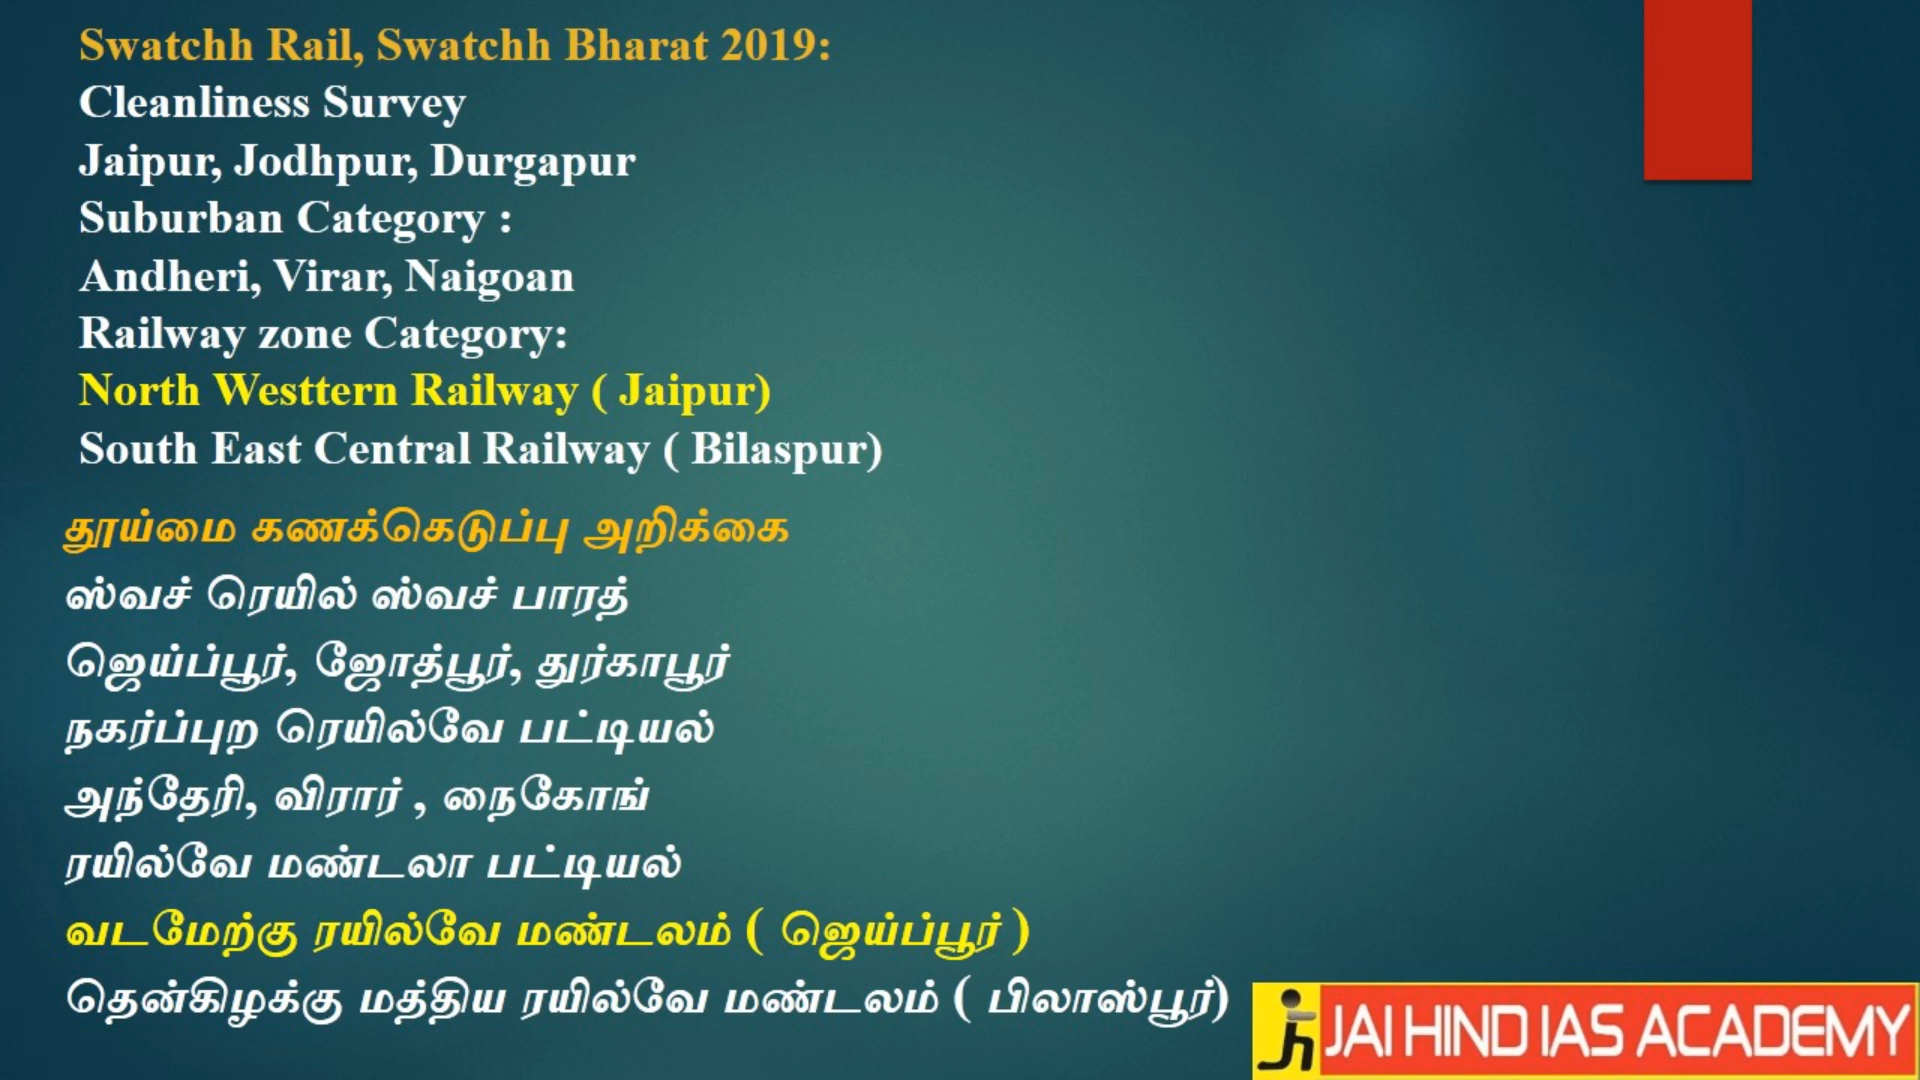 Swatchh Rail, Swatchh Bharat 2019:
Cleanliness Survey
Jaipur, Jodhpur, Durgapur
Suburban Category :
Andheri, Virar, Naigoan
Railway zone Category:
North Westtern Railway ( Jaipur)
South East Central Railway ( Bilaspur)
தூய்மை கணக்கெடுப்பு அறிக்கை
ஸ்வச் ரெயில் ஸ்வச் பாரத்
ஜெய்ப்பூர், ஜோத்பூர், துர்காபூர்
நகர்ப்புற ரெயில்வே பட்டியல்
அந்தேரி, விரார் , நைகோங்
ரயில்வே மண்டலா பட்டியல்
வடமேற்கு ரயில்வே மண்டலம் ( ஜெய்ப்பூர் )
தென்கிழக்கு மத்திய ரயில்வே மண்டலம் ( பிலாஸ்பூர்)
JAI HIND IAS ACADEMY